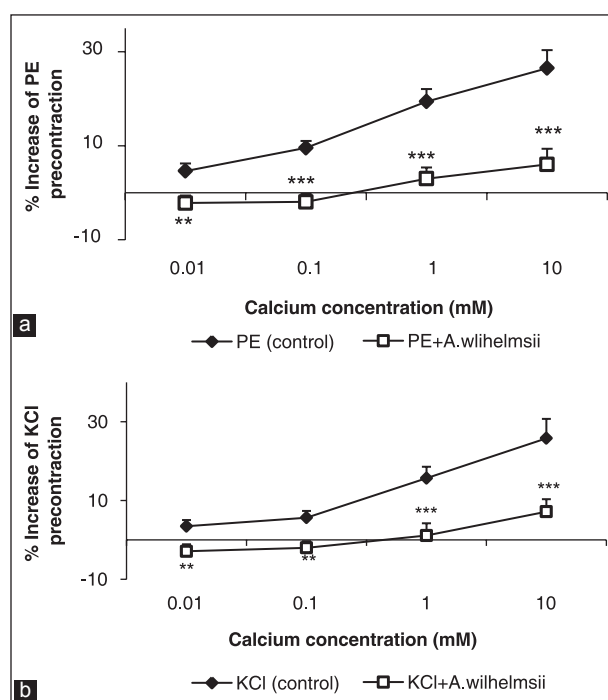 % Increase of PE
precontraction
30
10
-10
***
***
***
**
0.01 0.1 1 10
Calcium concentration (mM)
a
PE (control) PE+A.wlihelmsii
% Increase of KCl
precontraction
30
10
-10
***
***
** **
0.01 0.1 1 10
Calcium concentration (mM)
b
KCl (control) KCl+A.wilhelmsii